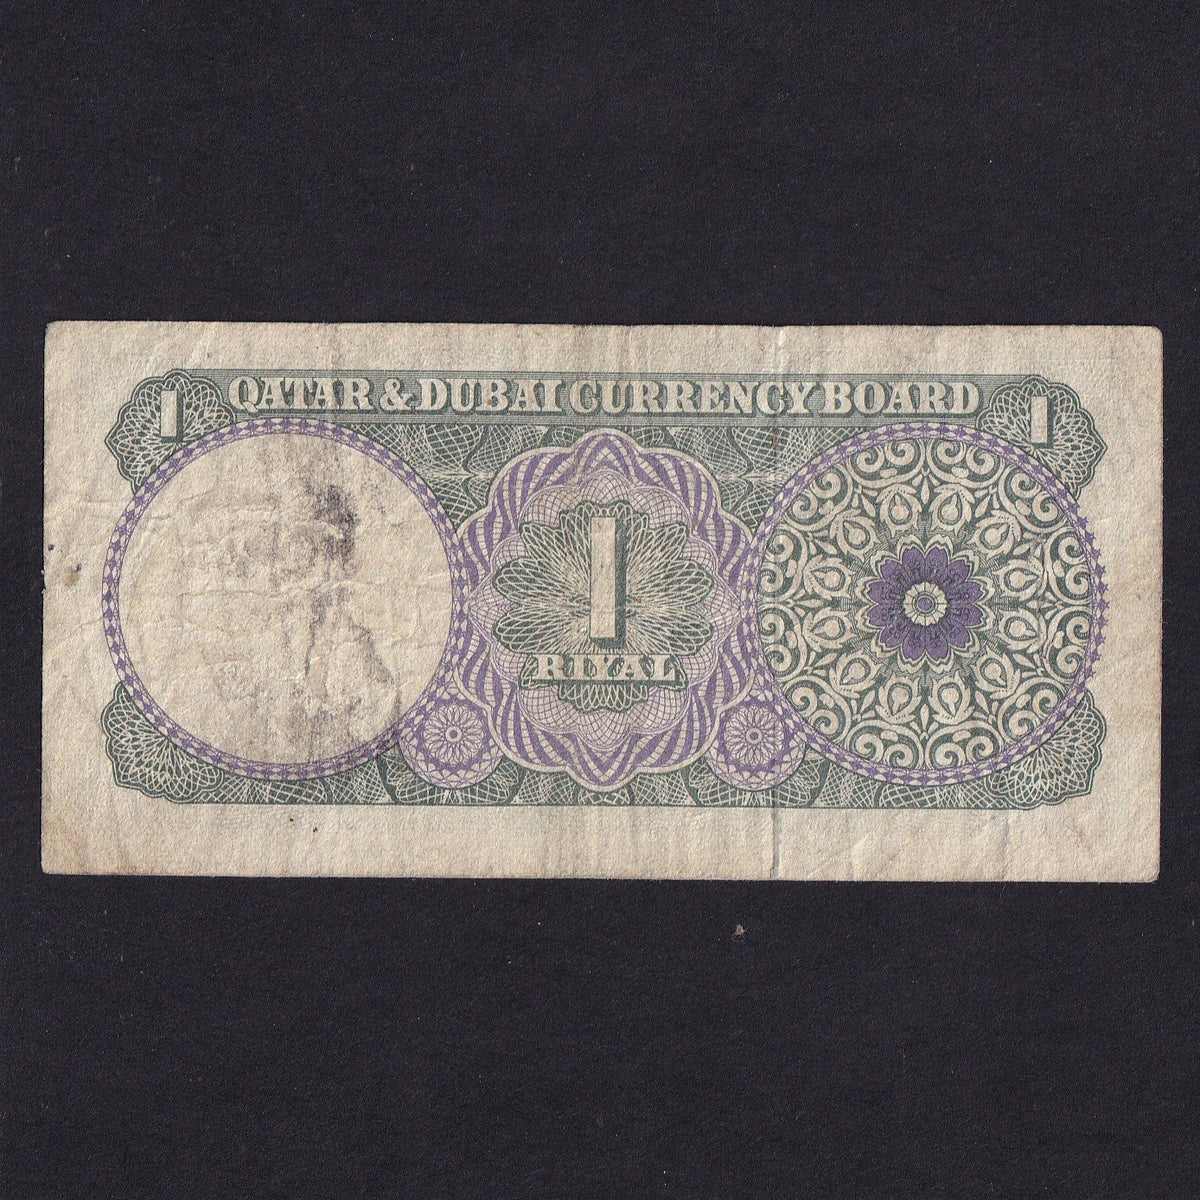 1 QATAR & DUBAI CURRENCY BOARD 1
1
RIYAL